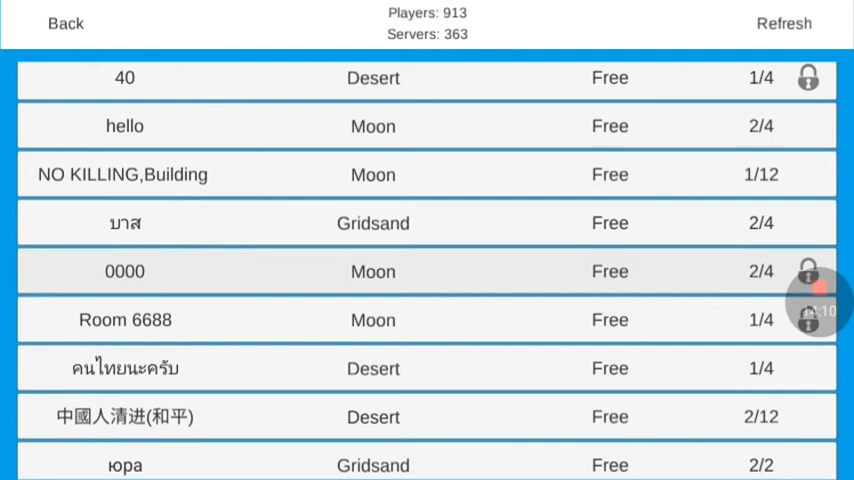 Back
Players: 913
Servers: 363
Refresh
40 Desert Free 1/4
hello Moon Free 2/4
NO KILLING,Building Moon Free 1/12
บาส Gridsand Free 2/4
0000 Moon Free 2/4
Room 6688 Moon Free 1/4
คนไทยนะครับ Desert Free 1/4
中國人清进(和平) Desert Free 2/12
юра Gridsand Free 2/2